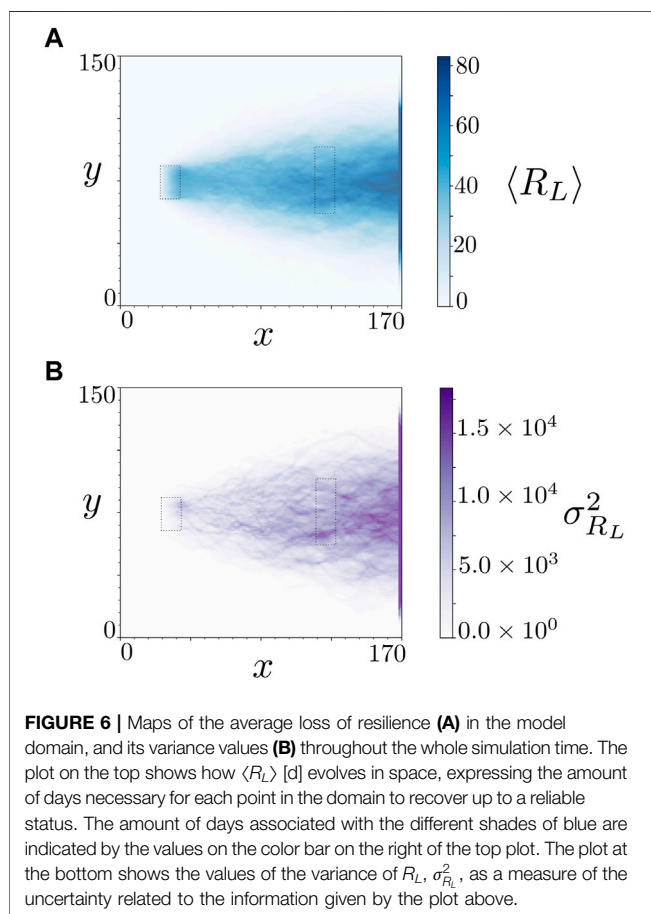 A
150
y
0
0
x
170
80
60
40
20
0
⟨R_L⟩
B
150
y
0
0
x
170
1.5 × 10^4
1.0 × 10^4
5.0 × 10^3
0.0 × 10^0
σ^2_{R_L}
FIGURE 6 | Maps of the average loss of resilience (A) in the model
domain, and its variance values (B) throughout the whole simulation time. The
plot on the top shows how ⟨R_L⟩ [d] evolves in space, expressing the amount
of days necessary for each point in the domain to recover up to a reliable
status. The amount of days associated with the different shades of blue are
indicated by the values on the color bar on the right of the top plot. The plot at
the bottom shows the values of the variance of R_L, σ^2_{R_L}, as a measure of the
uncertainty related to the information given by the plot above.